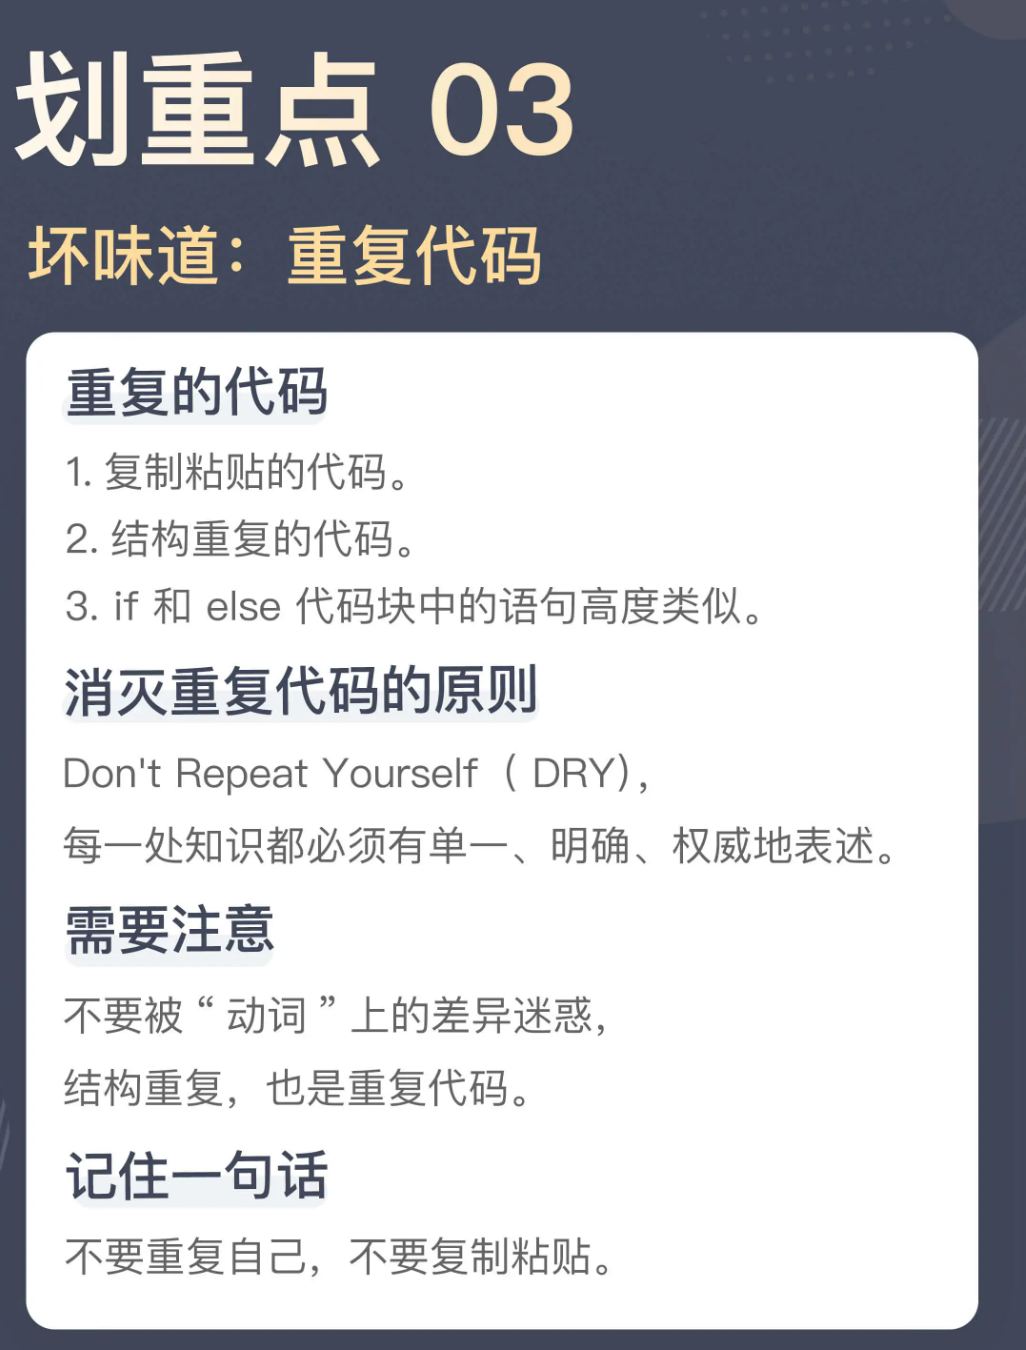 划重点 03
坏味道：重复代码
重复的代码
1. 复制粘贴的代码。
2. 结构重复的代码。
3. if 和 else 代码块中的语句高度类似。
消灭重复代码的原则
Don't Repeat Yourself（ DRY），
每一处知识都必须有单一、明确、权威地表述。
需要注意
不要被 “ 动词 ” 上的差异迷惑，
结构重复，也是重复代码。
记住一句话
不要重复自己，不要复制粘贴。